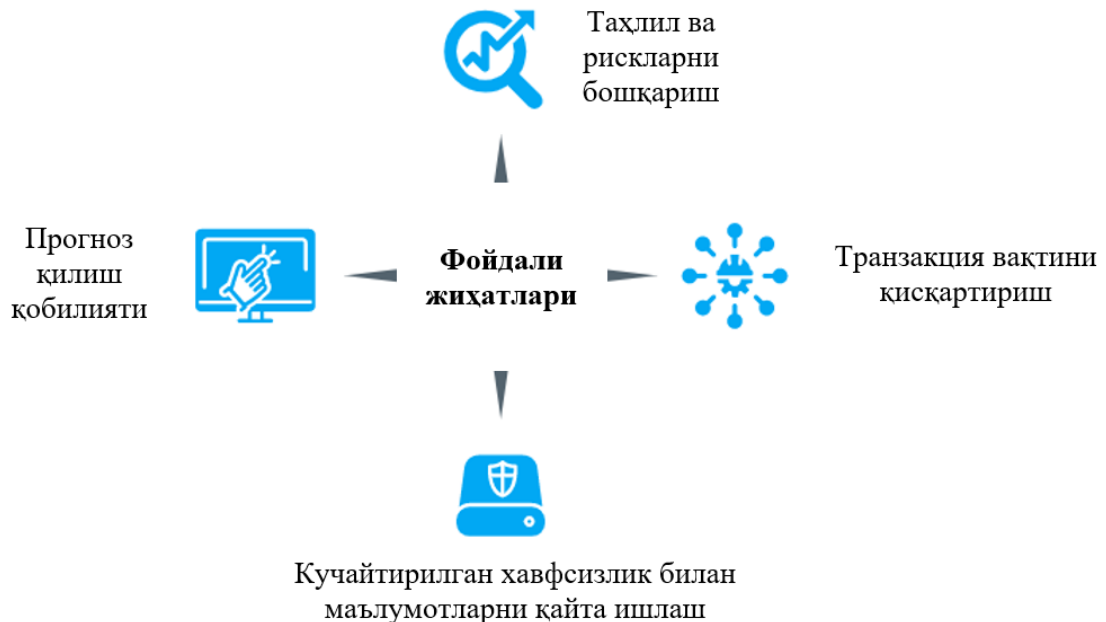 Таҳлил ва
рискларни
бошқариш
Прогноз
қилиш
қобилияти
Фойдали
жиҳатлари
Транзакция вақтини
қисқартириш
Кучайтирилган хавфсизлик билан
маълумотларни қайта ишлаш